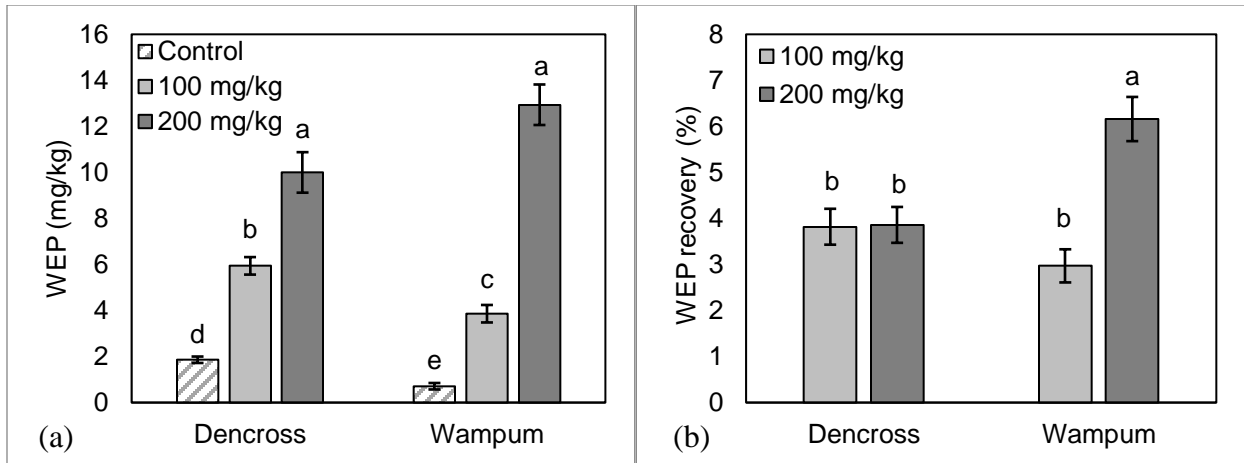 WEP (mg/kg)
16
14
12
10
8
6
4
2
0
Control
100 mg/kg
200 mg/kg
d
b
a
e
c
a
Dencross
Wampum
(a)
WEP recovery (%)
8
7
6
5
4
3
2
1
0
100 mg/kg
200 mg/kg
b
b
b
a
Dencross
Wampum
(b)